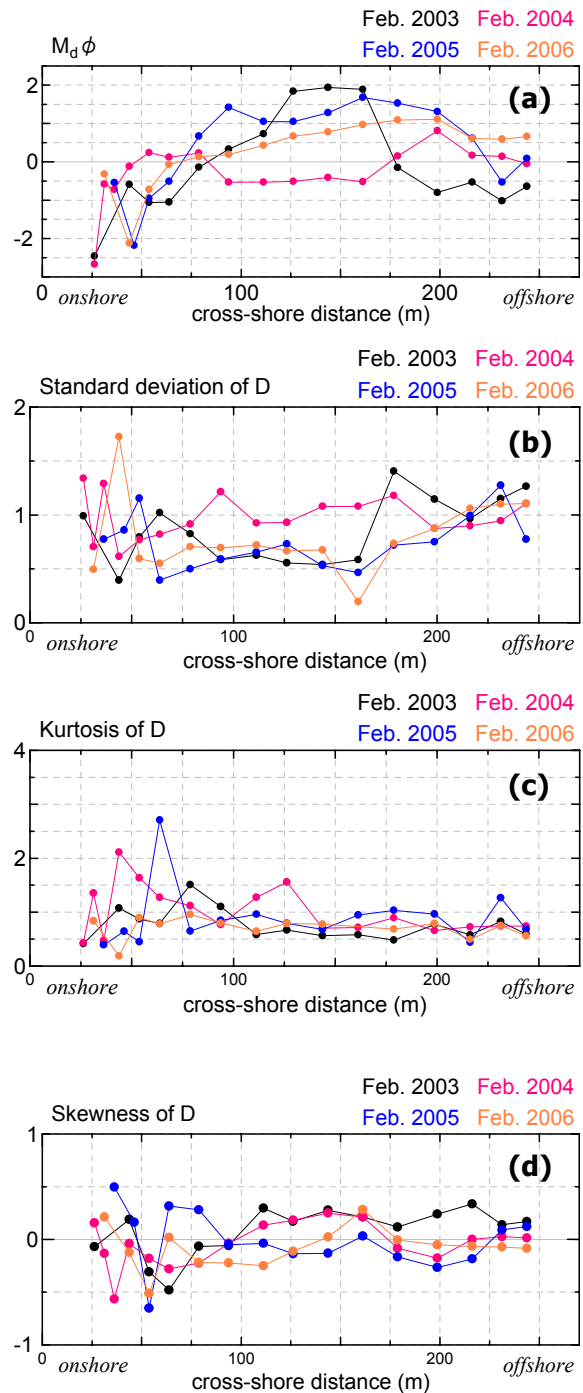 Feb. 2003 Feb. 2004
M_dϕ Feb. 2005 Feb. 2006
2
(a)
0
-2
0 100 200
onshore offshore
cross-shore distance (m)
Feb. 2003 Feb. 2004
Standard deviation of D Feb. 2005 Feb. 2006
2
(b)
1
0
0 100 200
onshore offshore
cross-shore distance (m)
Feb. 2003 Feb. 2004
Kurtosis of D Feb. 2005 Feb. 2006
4
(c)
2
0
0 100 200
onshore offshore
cross-shore distance (m)
Feb. 2003 Feb. 2004
Skewness of D Feb. 2005 Feb. 2006
1
(d)
0
-1
0 100 200
onshore offshore
cross-shore distance (m)